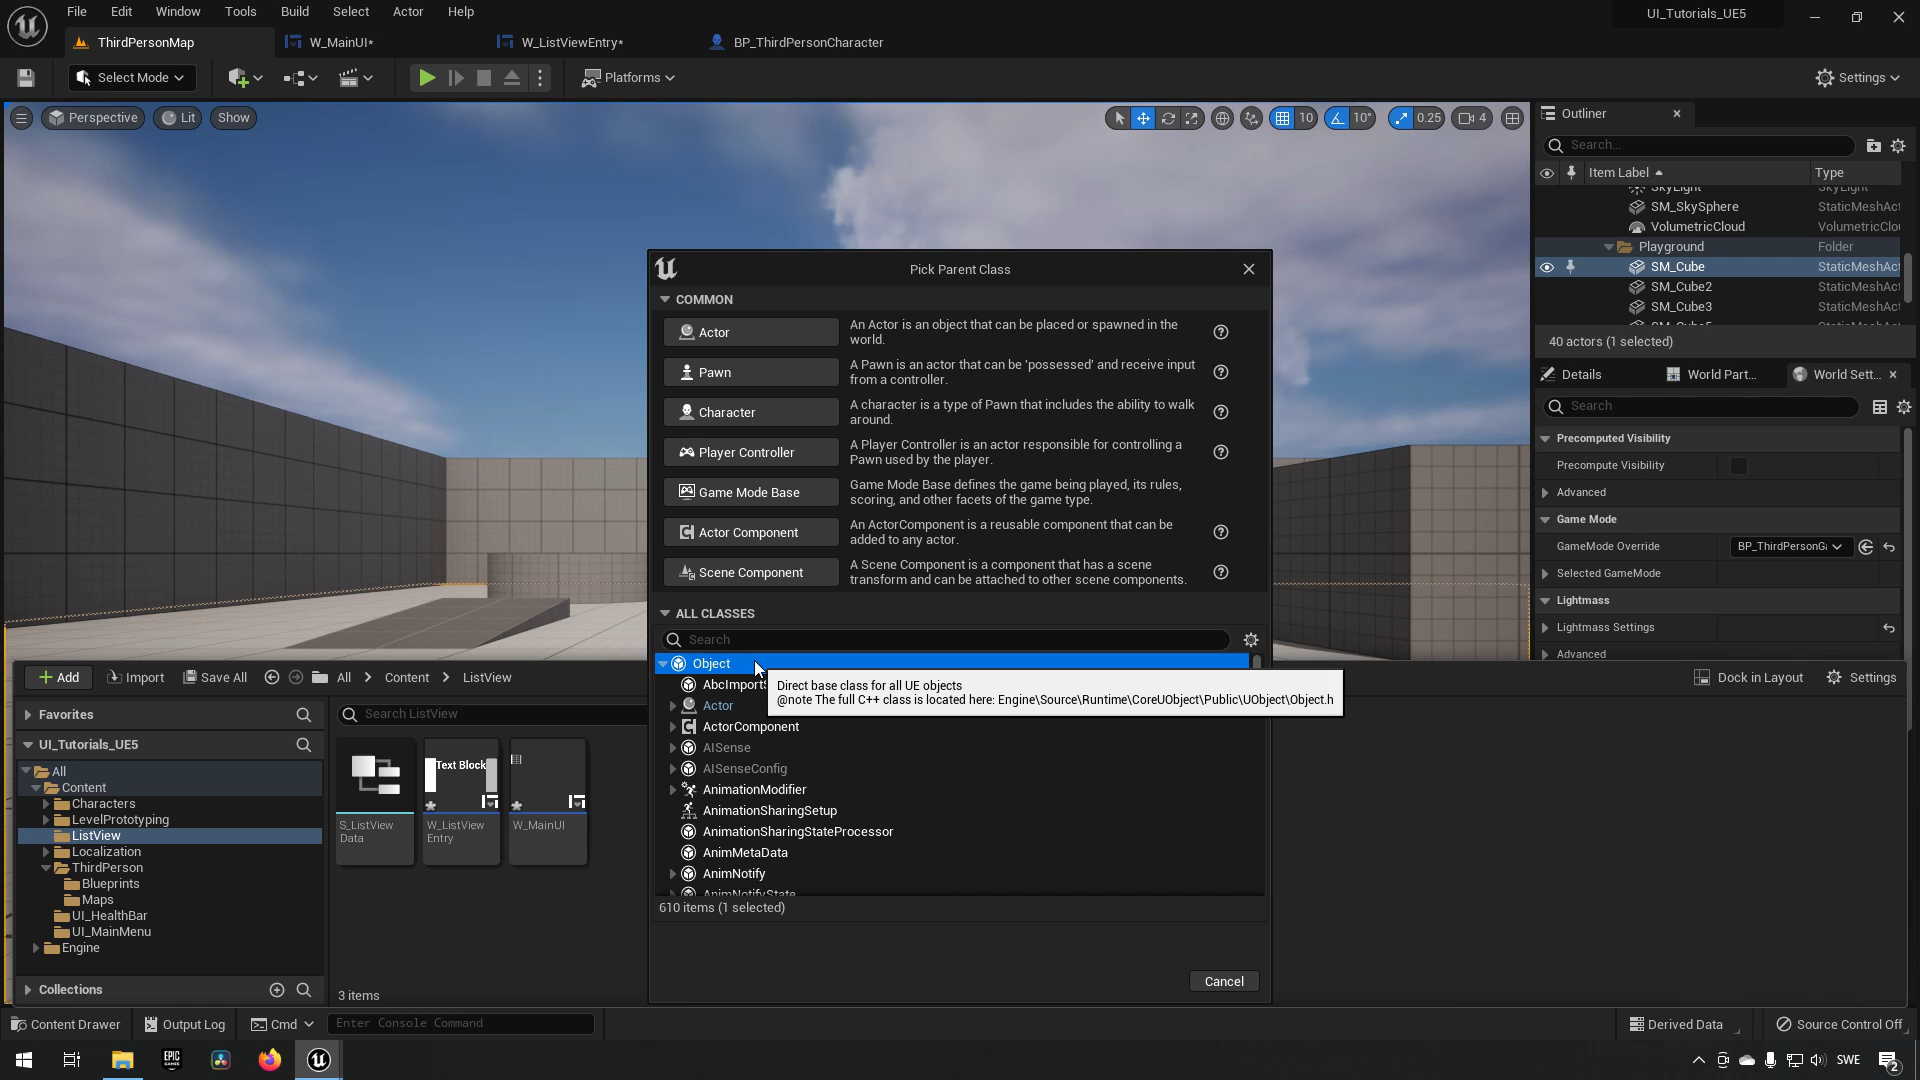 File Edit Window Tools Build Select Actor Help
UI_Tutorials_UE5
ThirdPersonMap
W_MainUI*
W_ListViewEntry*
BP_ThirdPersonCharacter
Select Mode
Platforms
Settings
Perspective
Lit
Show
10
10°
0.25
4
Outliner
Search...
Item Label
Type
SkyLight SkyLight
SM_SkySphere StaticMeshAct
VolumetricCloud VolumetricClou
Playground Folder
SM_Cube StaticMeshAct
SM_Cube2 StaticMeshAct
SM_Cube3 StaticMeshAct
40 actors (1 selected)
Details
World Part...
World Sett...
Search
Precomputed Visibility
Precompute Visibility
Advanced
Game Mode
GameMode Override
BP_ThirdPersonGa
Selected GameMode
Lightmass
Lightmass Settings
Advanced
Pick Parent Class
COMMON
Actor
An Actor is an object that can be placed or spawned in the
world.
Pawn
A Pawn is an actor that can be 'possessed' and receive input
from a controller.
Character
A character is a type of Pawn that includes the ability to walk
around.
Player Controller
A Player Controller is an actor responsible for controlling a
Pawn used by the player.
Game Mode Base
Game Mode Base defines the game being played, its rules,
scoring, and other facets of the game type.
Actor Component
An ActorComponent is a reusable component that can be
added to any actor.
Scene Component
A Scene Component is a component that has a scene
transform and can be attached to other scene components.
ALL CLASSES
Search
Object
AbcImportS
Direct base class for all UE objects
@note The full C++ class is located here: Engine\Source\Runtime\CoreUObject\Public\UObject\Object.h
Actor
ActorComponent
AISense
AISenseConfig
AnimationModifier
AnimationSharingSetup
AnimationSharingStateProcessor
AnimMetaData
AnimNotify
AnimNotifyState
610 items (1 selected)
Cancel
Add
Import
Save All
All
Content
ListView
Dock in Layout
Settings
Favorites
UI_Tutorials_UE5
All
Content
Characters
LevelPrototyping
ListView
Localization
ThirdPerson
Blueprints
Maps
UI_HealthBar
UI_MainMenu
Engine
Collections
Search ListView
Text Block
S_ListView
Data
W_ListView
Entry
W_MainUI
3 items
Content Drawer
Output Log
Cmd
Enter Console Command
Derived Data
Source Control Off
EPIC
GAMES
SWE
2